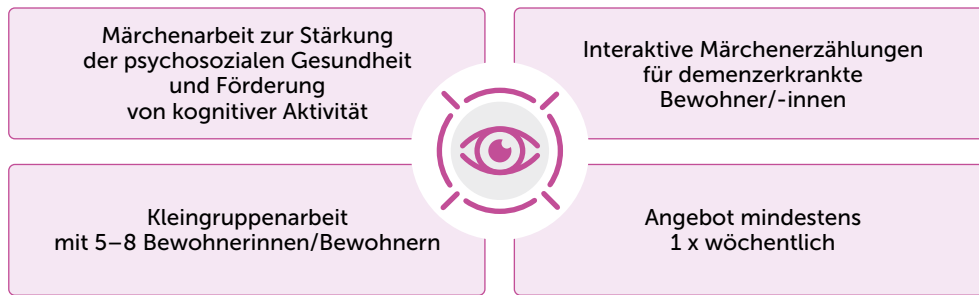 Märchenarbeit zur Stärkung
der psychosozialen Gesundheit
und Förderung
von kognitiver Aktivität
Interaktive Märchenerzählungen
für demenzerkrankte
Bewohner/-innen
Kleingruppenarbeit
mit 5–8 Bewohnerinnen/Bewohnern
Angebot mindestens
1 x wöchentlich